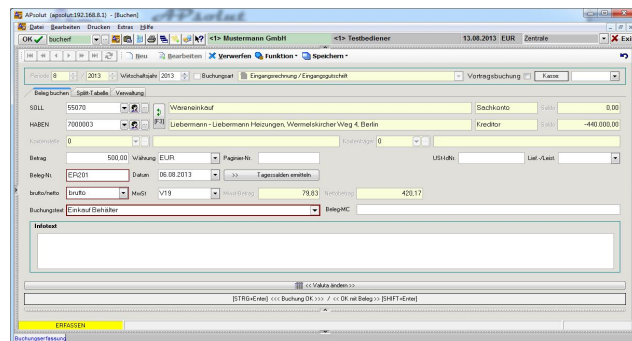 APsolut (apsolut:192.168.8.1) - [Buchen]
Datei Bearbeiten Drucken Extras Hilfe
OK bucherf <1> Mustermann GmbH <1> Testbediener 13.08.2013 EUR Zentrale Exi
Neu Bearbeiten Verwerfen Funktion Speichern
Periode 8 / 2013 Wirtschaftsjahr 2013 Buchungsart Eingangsrechnung / Eingangsgutschrift Vortragsbuchung Kasse:
Beleg buchen Split-Tabelle Verwaltung
SOLL 55070 Wareneinkauf Sachkonto Saldo 0,00
HABEN 7000003 [F3] Liebermann - Liebermann Heizungen, Wermelskircher Weg 4, Berlin Kreditor Saldo -440.000,00
Kostenstelle 0 Kostenträger 0
Betrag 500,00 Währung EUR Paginier-Nr. USt-IdNr. Lief.-/Leist.
Beleg-Nr. ER201 Datum 06.08.2013 >> Tagessalden ermitteln
brutto/netto brutto MwSt V19 Mwst-Betrag 79,83 Nettobetrag 420,17
Buchungstext Einkauf Behälter Beleg-MC
Infotext
<< Valuta ändern >>
[STRG+Enter] <<< Buchung OK >>> / << OK mit Beleg >> [SHIFT+Enter]
ERFASSEN
Buchungserfassung